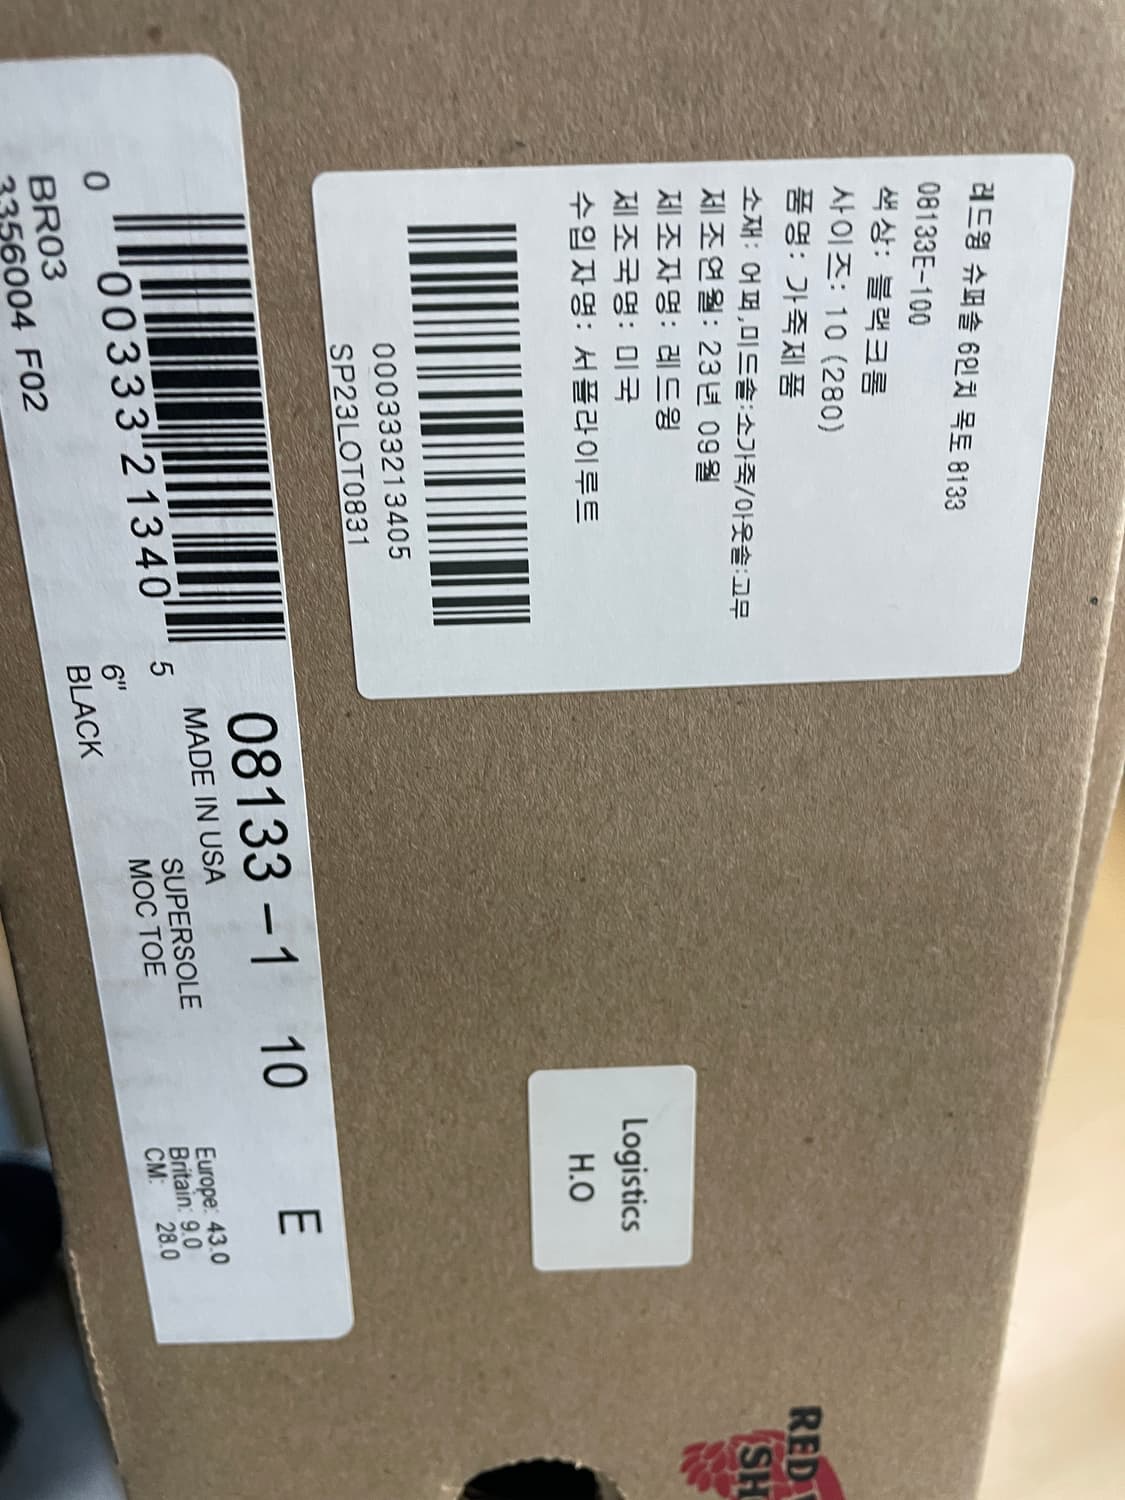 레드윙 슈퍼솔 6인치 목토 8133
08133E-100
색상: 블랙크롬
사이즈: 10 (280)
품명: 가죽제품
소재: 어퍼,미드솔:소가죽/아웃솔:고무
제조연월: 23년 09월
제조자명: 레드윙
제조국명: 미국
수입자명: 서플라이루트
000333213405
SP23LOT0831
Logistics
H.O
RED
SH
08133-1 10 E
MADE IN USA
SUPERSOLE
MOC TOE
6"
BLACK
Europe: 43.0
Britain: 9.0
CM: 28.0
0 00333 21340 5
BR03
3356004 F02